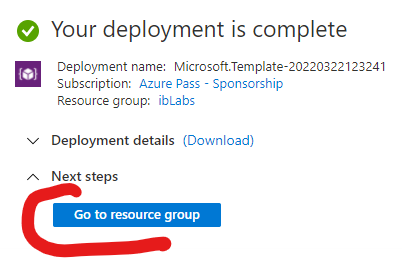 Your deployment is complete
Deployment name: Microsoft.Template-20220322123241
Subscription: Azure Pass - Sponsorship
Resource group: ibLabs
Deployment details (Download)
Next steps
Go to resource group